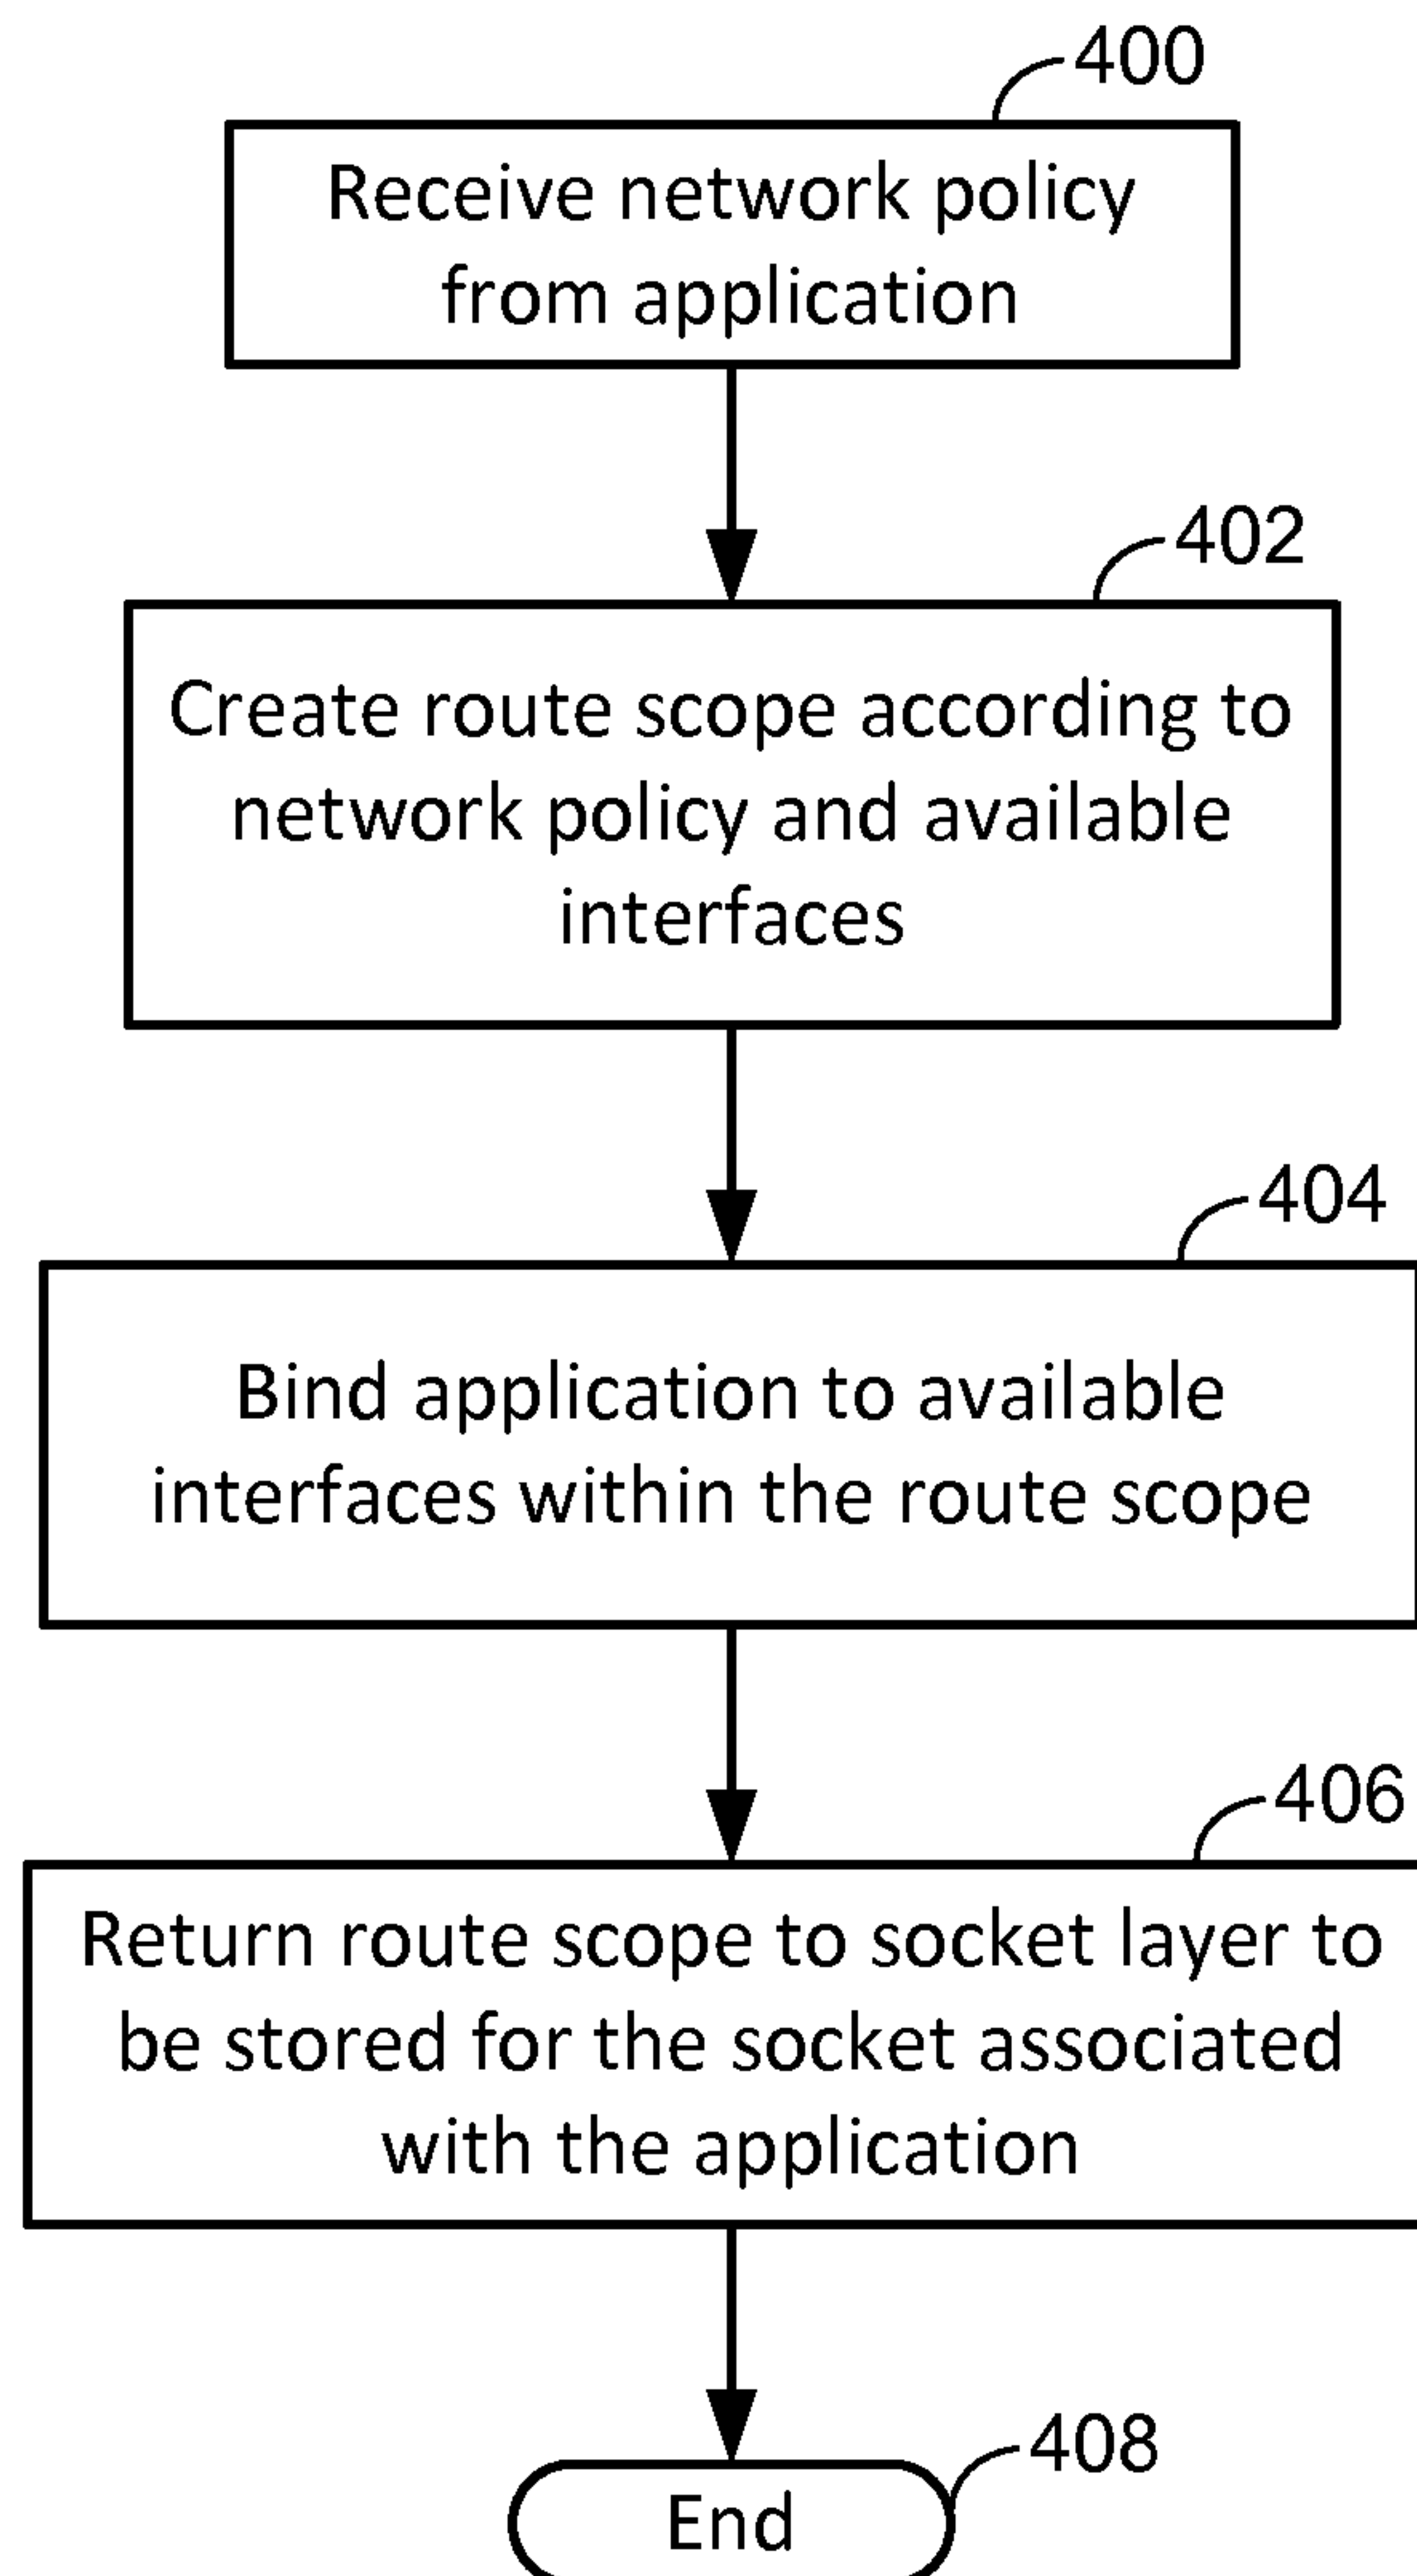 400
Receive network policy
from application
402
Create route scope according to
network policy and available
interfaces
404
Bind application to available
interfaces within the route scope
406
Return route scope to socket layer to
be stored for the socket associated
with the application
408
End